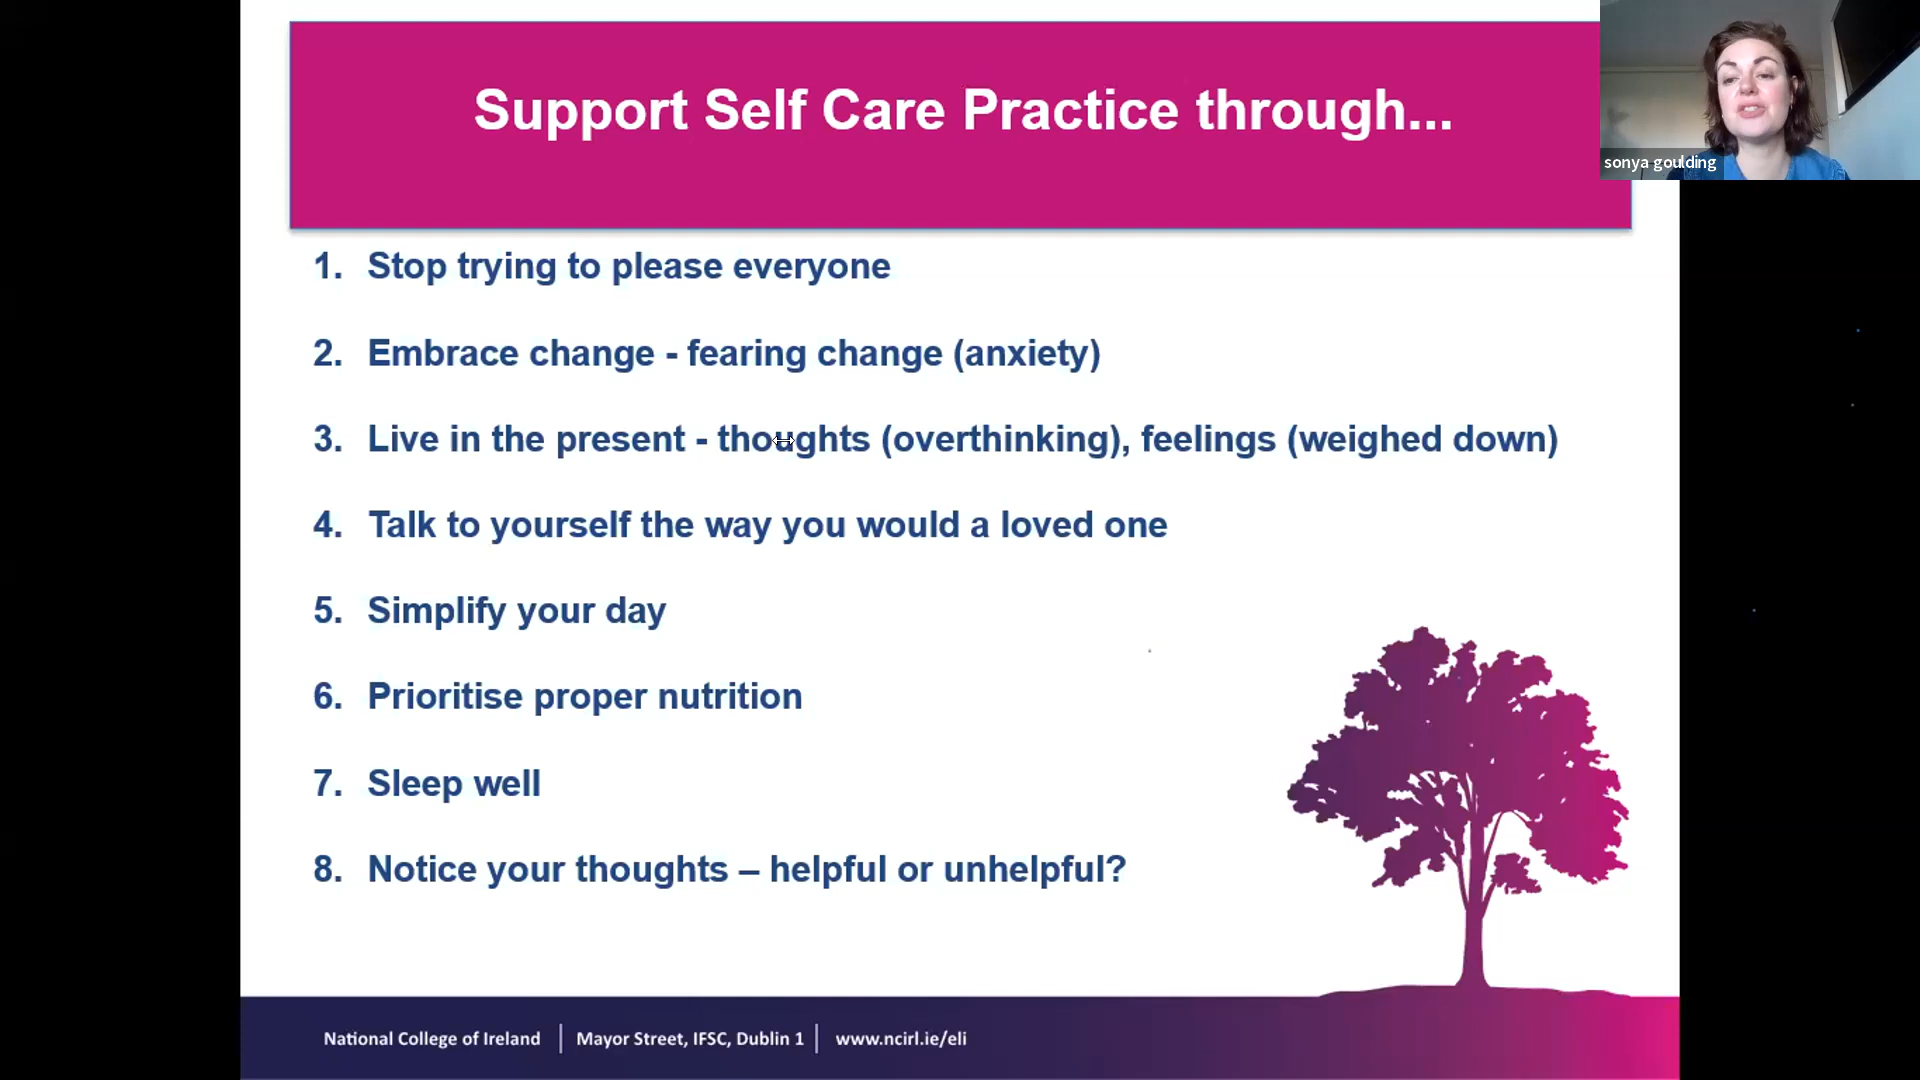 Support Self Care Practice through...
sonya goulding
1. Stop trying to please everyone
2. Embrace change - fearing change (anxiety)
3. Live in the present - thoughts (overthinking), feelings (weighed down)
4. Talk to yourself the way you would a loved one
5. Simplify your day
6. Prioritise proper nutrition
7. Sleep well
8. Notice your thoughts – helpful or unhelpful?
National College of Ireland | Mayor Street, IFSC, Dublin 1 | www.ncirl.ie/eli